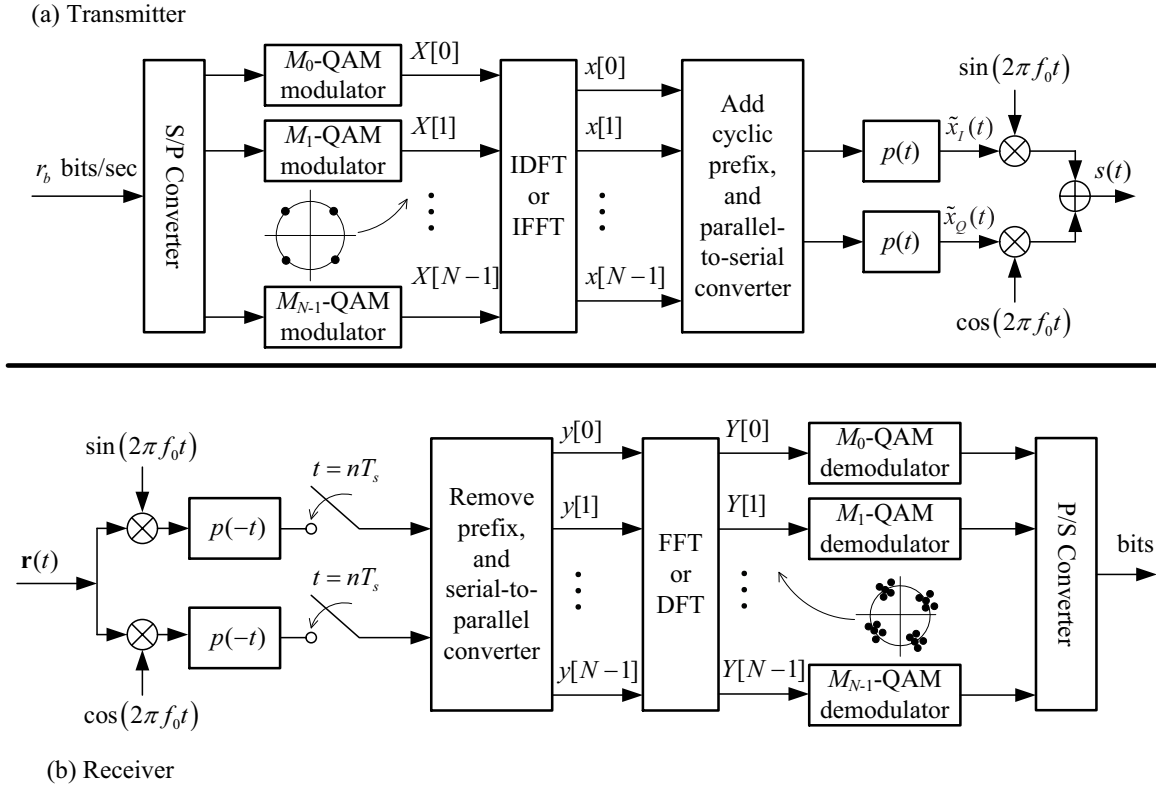 (a) Transmitter
r_b bits/sec
S/P Converter
M_0-QAM
modulator
M_1-QAM
modulator
M_{N-1}-QAM
modulator
X[0]
X[1]
X[N−1]
IDFT
or
IFFT
x[0]
x[1]
x[N−1]
Add
cyclic
prefix,
and
parallel-
to-serial
converter
p(t)
p(t)
x̃_I(t)
x̃_Q(t)
sin(2πf_0t)
cos(2πf_0t)
s(t)
sin(2πf_0t)
r(t)
cos(2πf_0t)
p(−t)
p(−t)
t = nT_s
t = nT_s
Remove
prefix,
and
serial-to-
parallel
converter
y[0]
y[1]
y[N−1]
FFT
or
DFT
Y[0]
Y[1]
Y[N−1]
M_0-QAM
demodulator
M_1-QAM
demodulator
M_{N-1}-QAM
demodulator
P/S Converter
bits
(b) Receiver